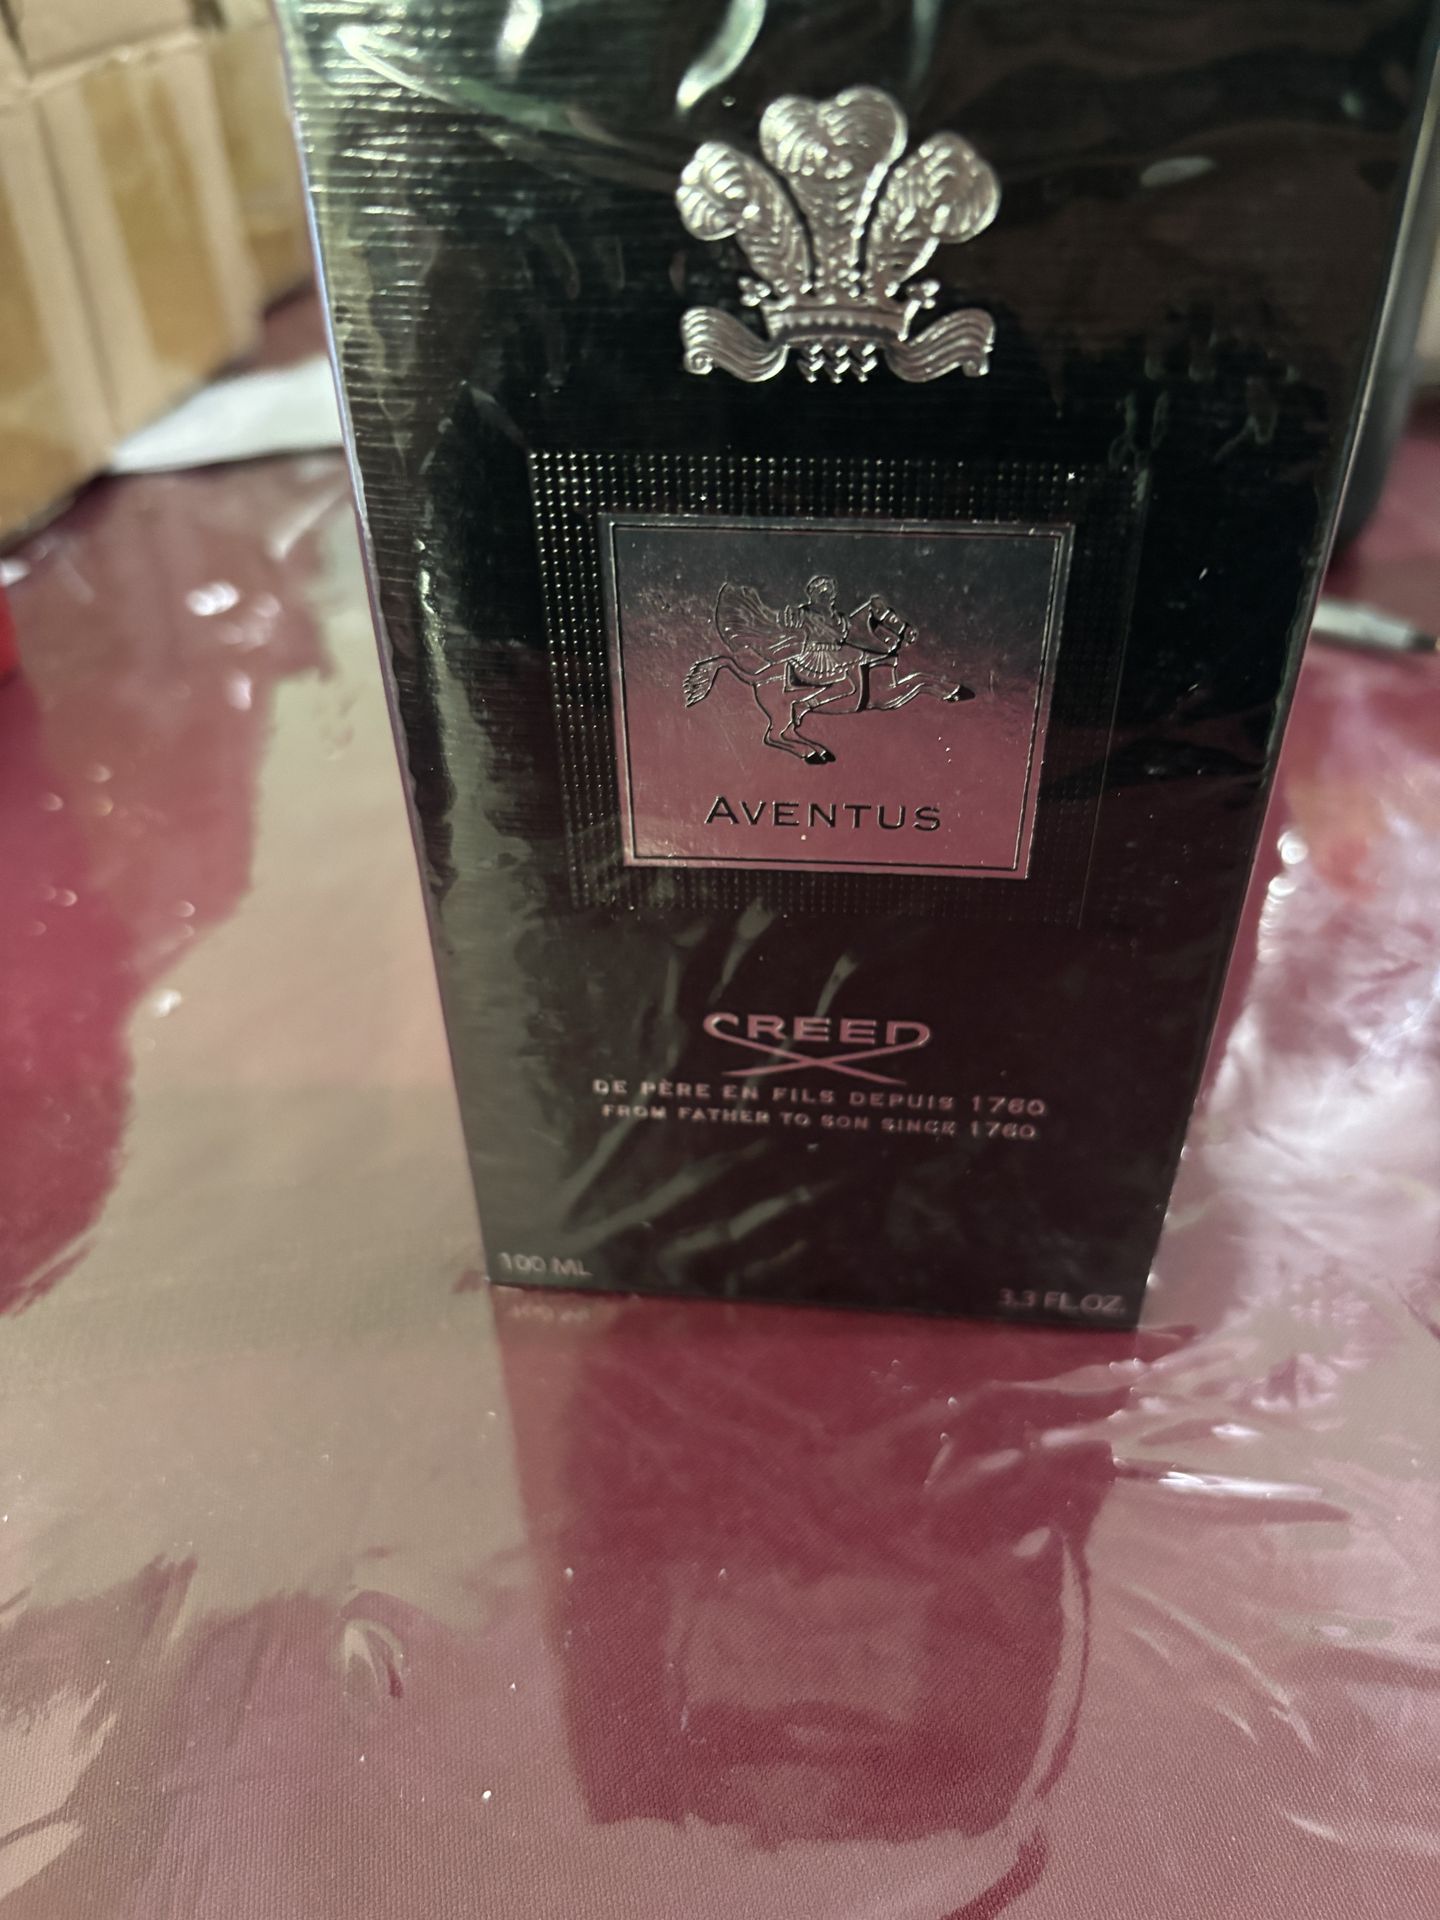 AVENTUS
CREED
DE PÈRE EN FILS DEPUIS 1760
FROM FATHER TO SON SINCE 1760
100 ML
3.3 FL.OZ.